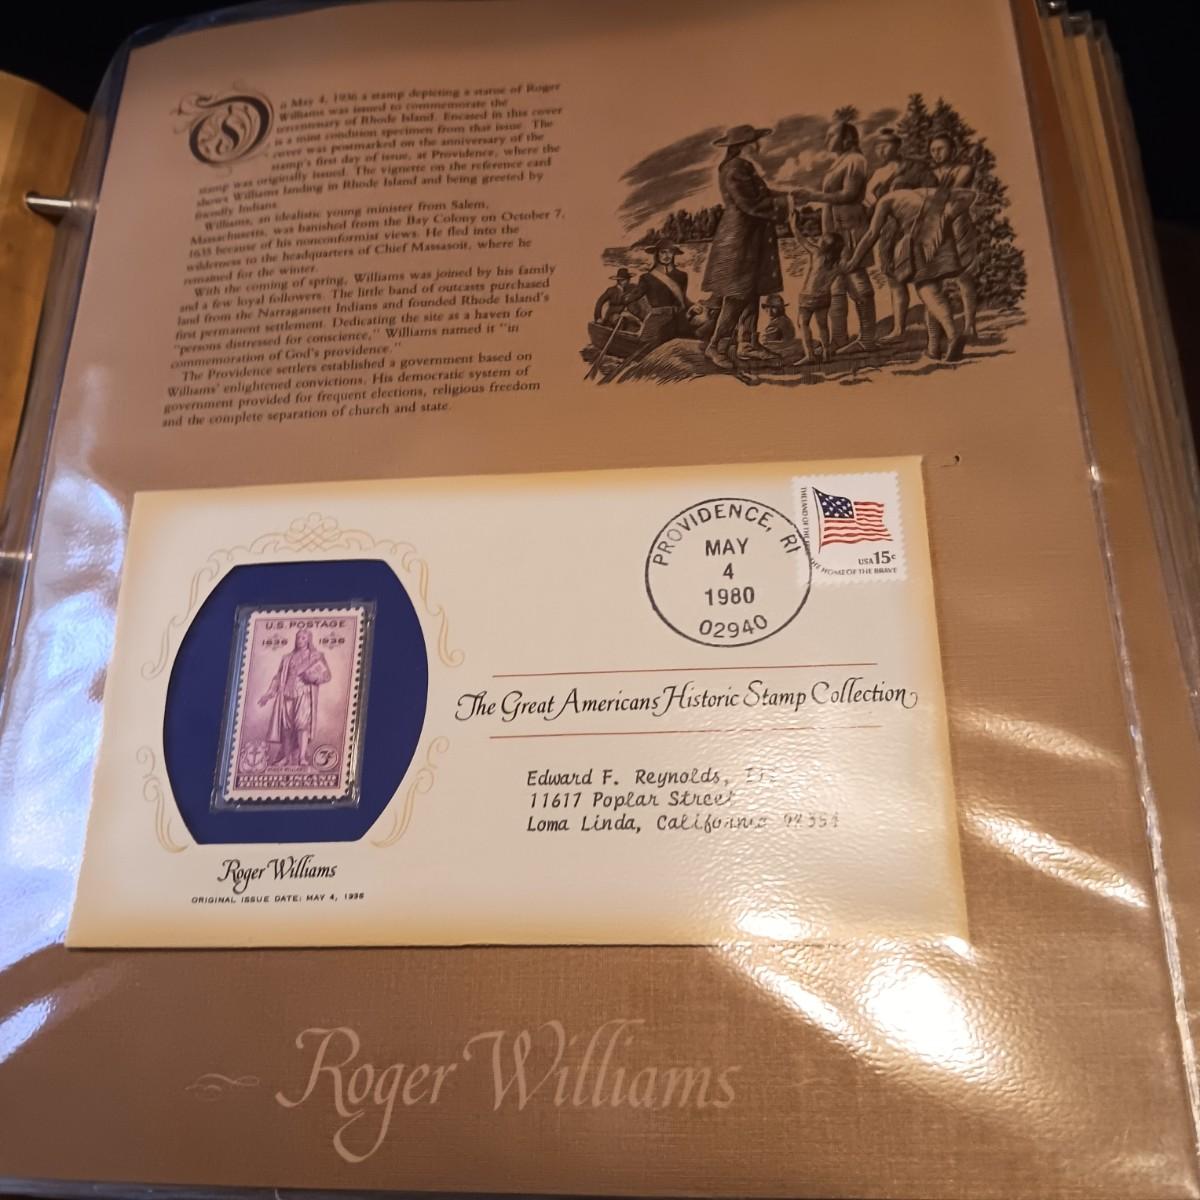 On May 4, 1936 a stamp depicting a statue of Roger
Williams was issued to commemorate the
tercentenary of Rhode Island. Encased in this cover
is a mint condition specimen from that issue. The
cover was postmarked on the anniversary of the
stamp's first day of issue, at Providence, where the
stamp was originally issued. The vignette on the reference card
shows Williams landing in Rhode Island and being greeted by
friendly Indians.
Williams, an idealistic young minister from Salem,
Massachusetts, was banished from the Bay Colony on October 7,
1635 because of his nonconformist views. He fled into the
wilderness to the headquarters of Chief Massasoit, where he
remained for the winter.
With the coming of spring, Williams was joined by his family
and a few loyal followers. The little band of outcasts purchased
land from the Narragansett Indians and founded Rhode Island's
first permanent settlement. Dedicating the site as a haven for
"persons distressed for conscience," Williams named it "in
commemoration of God's providence."
The Providence settlers established a government based on
Williams' enlightened convictions. His democratic system of
government provided for frequent elections, religious freedom
and the complete separation of church and state.
PROVIDENCE, RI
MAY
4
1980
02940
THE LAND OF THE
USA 15c
HOME OF THE BRAVE
U.S. POSTAGE
1636 1936
3¢
ROGER WILLIAMS
RHODE ISLAND
TERCENTENARY
The Great Americans Historic Stamp Collection
Edward F. Reynolds,
11617 Poplar Street
Loma Linda, California 92354
Roger Williams
ORIGINAL ISSUE DATE: MAY 4, 1936
Roger Williams